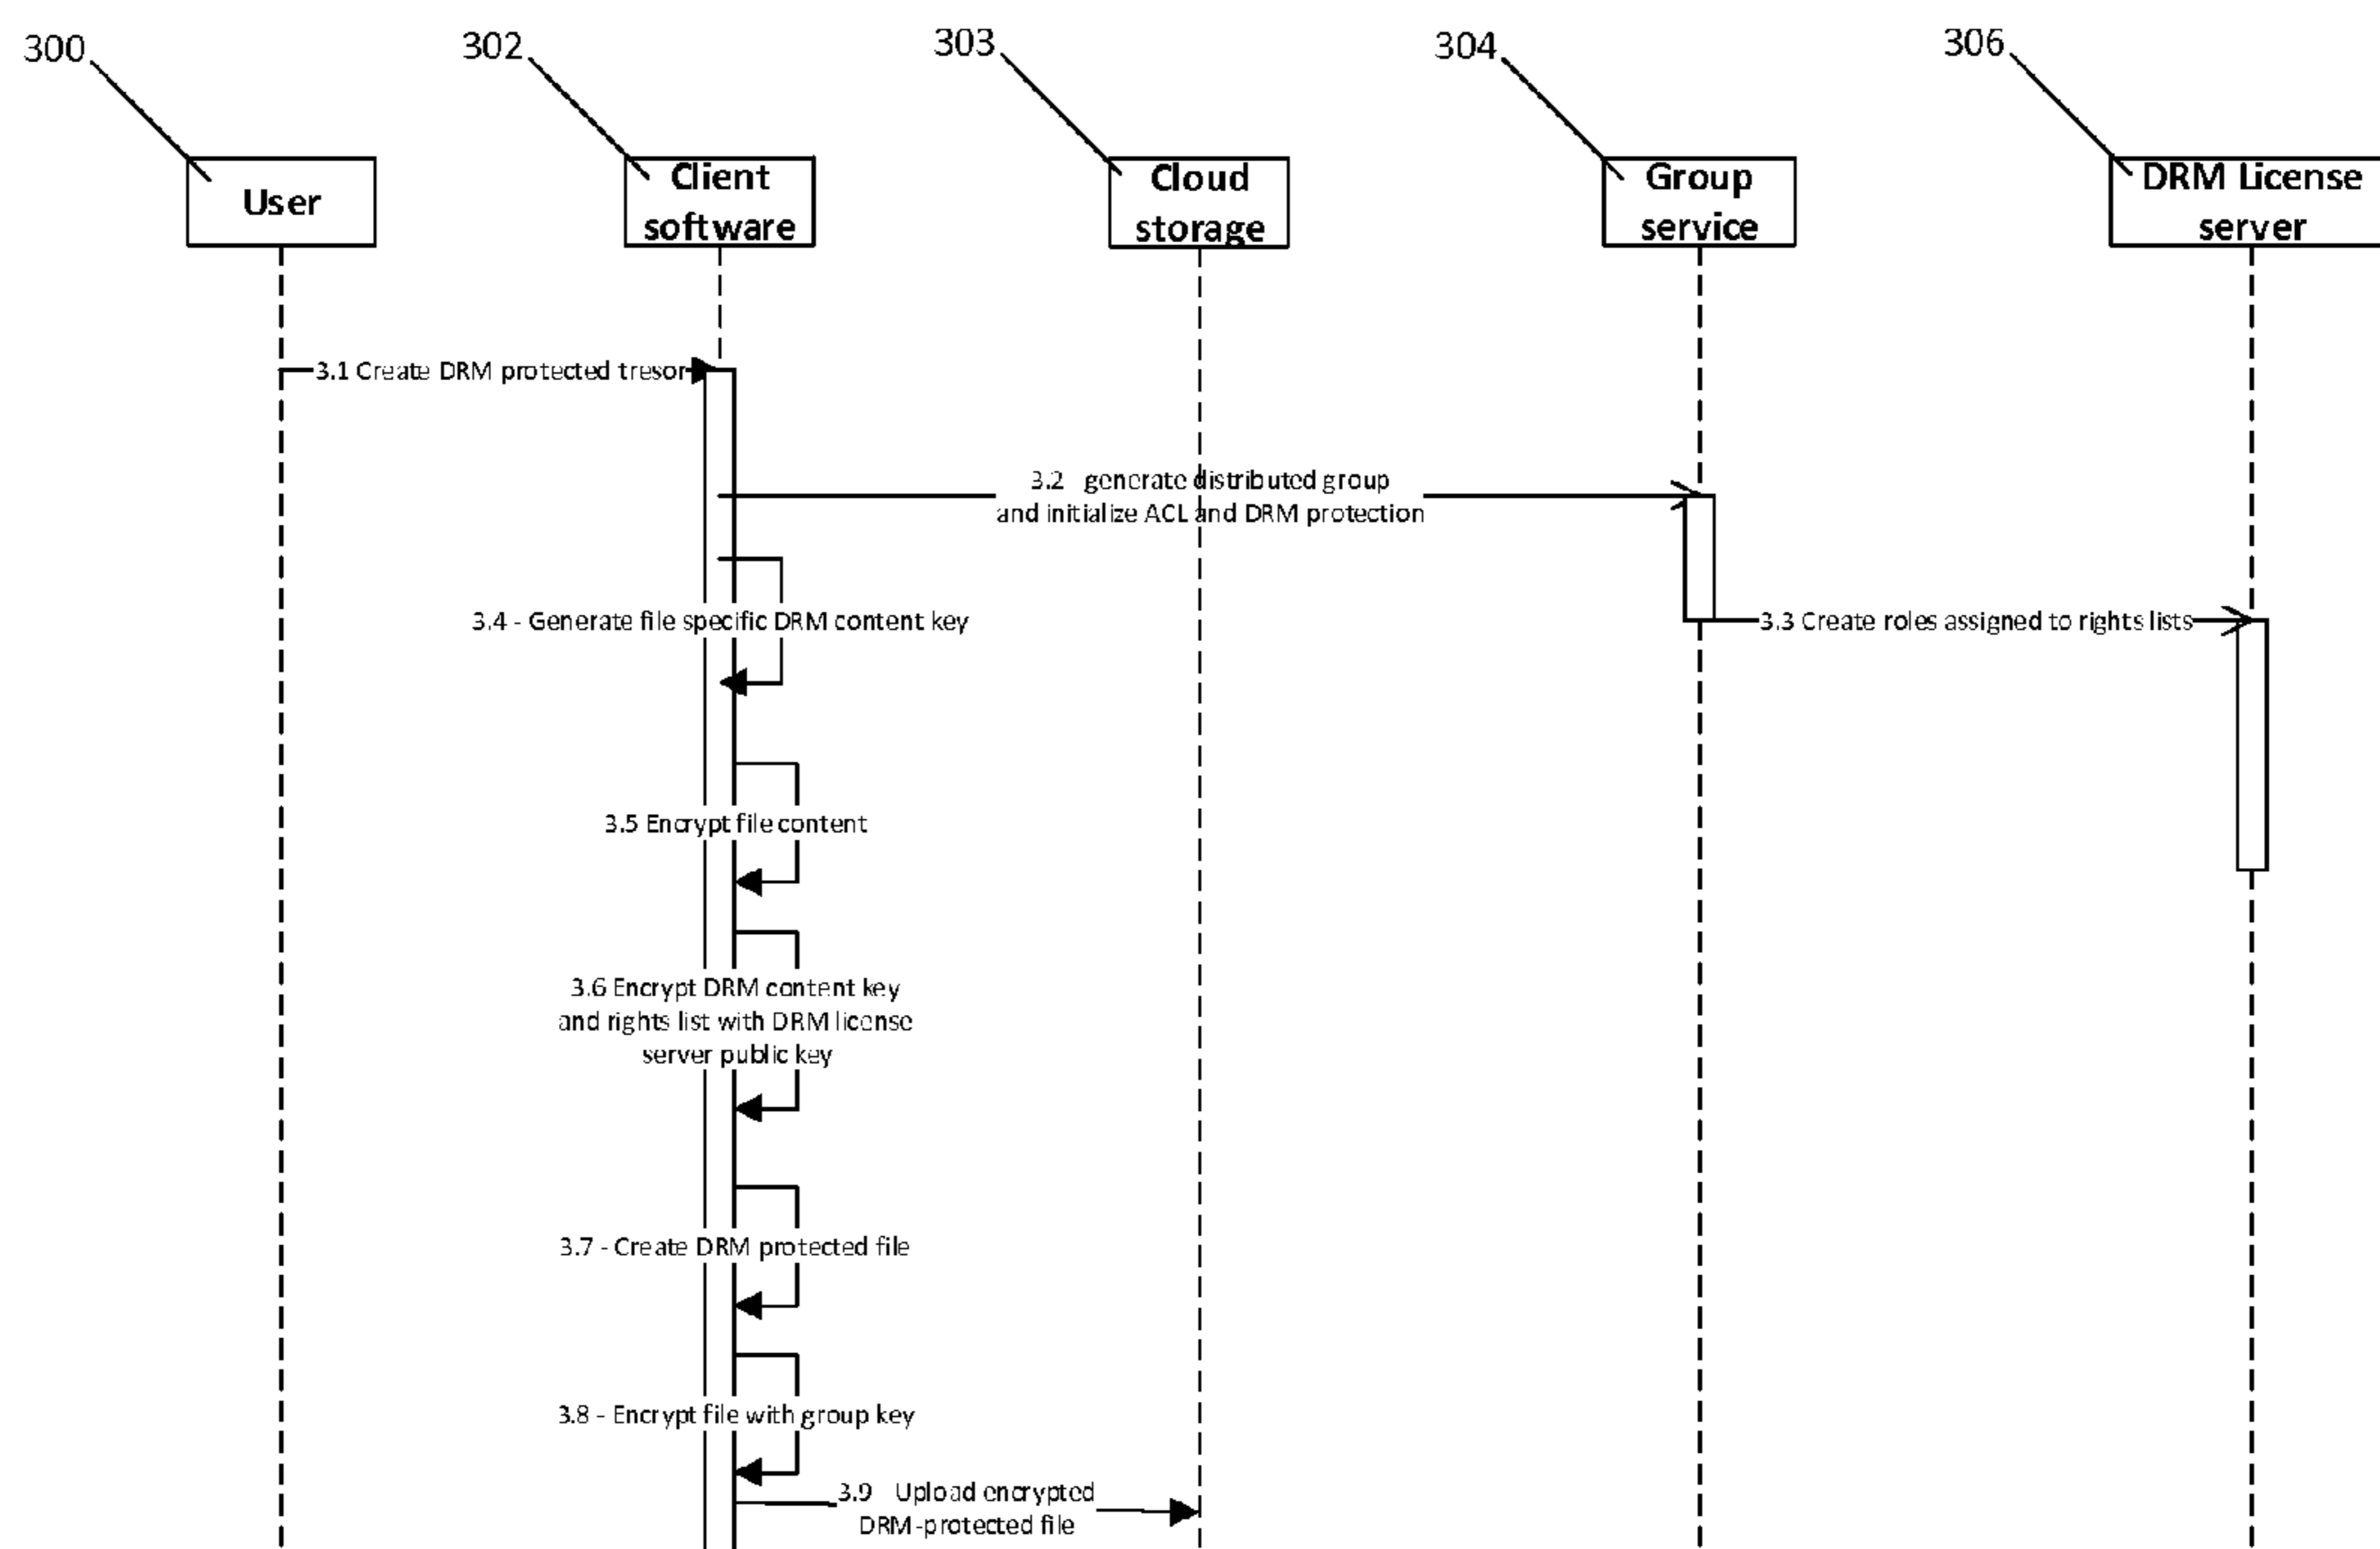 300
302
303
304
306
User
Client
software
Cloud
storage
Group
service
DRM License
server
3.1 Create DRM protected tresor
3.2 generate distributed group
and initialize ACL and DRM protection
3.4 - Generate file specific DRM content key
3.3 Create roles assigned to rights lists
3.5 Encrypt file content
3.6 Encrypt DRM content key
and rights list with DRM license
server public key
3.7 - Create DRM protected file
3.8 - Encrypt file with group key
3.9 Upload encrypted
DRM-protected file